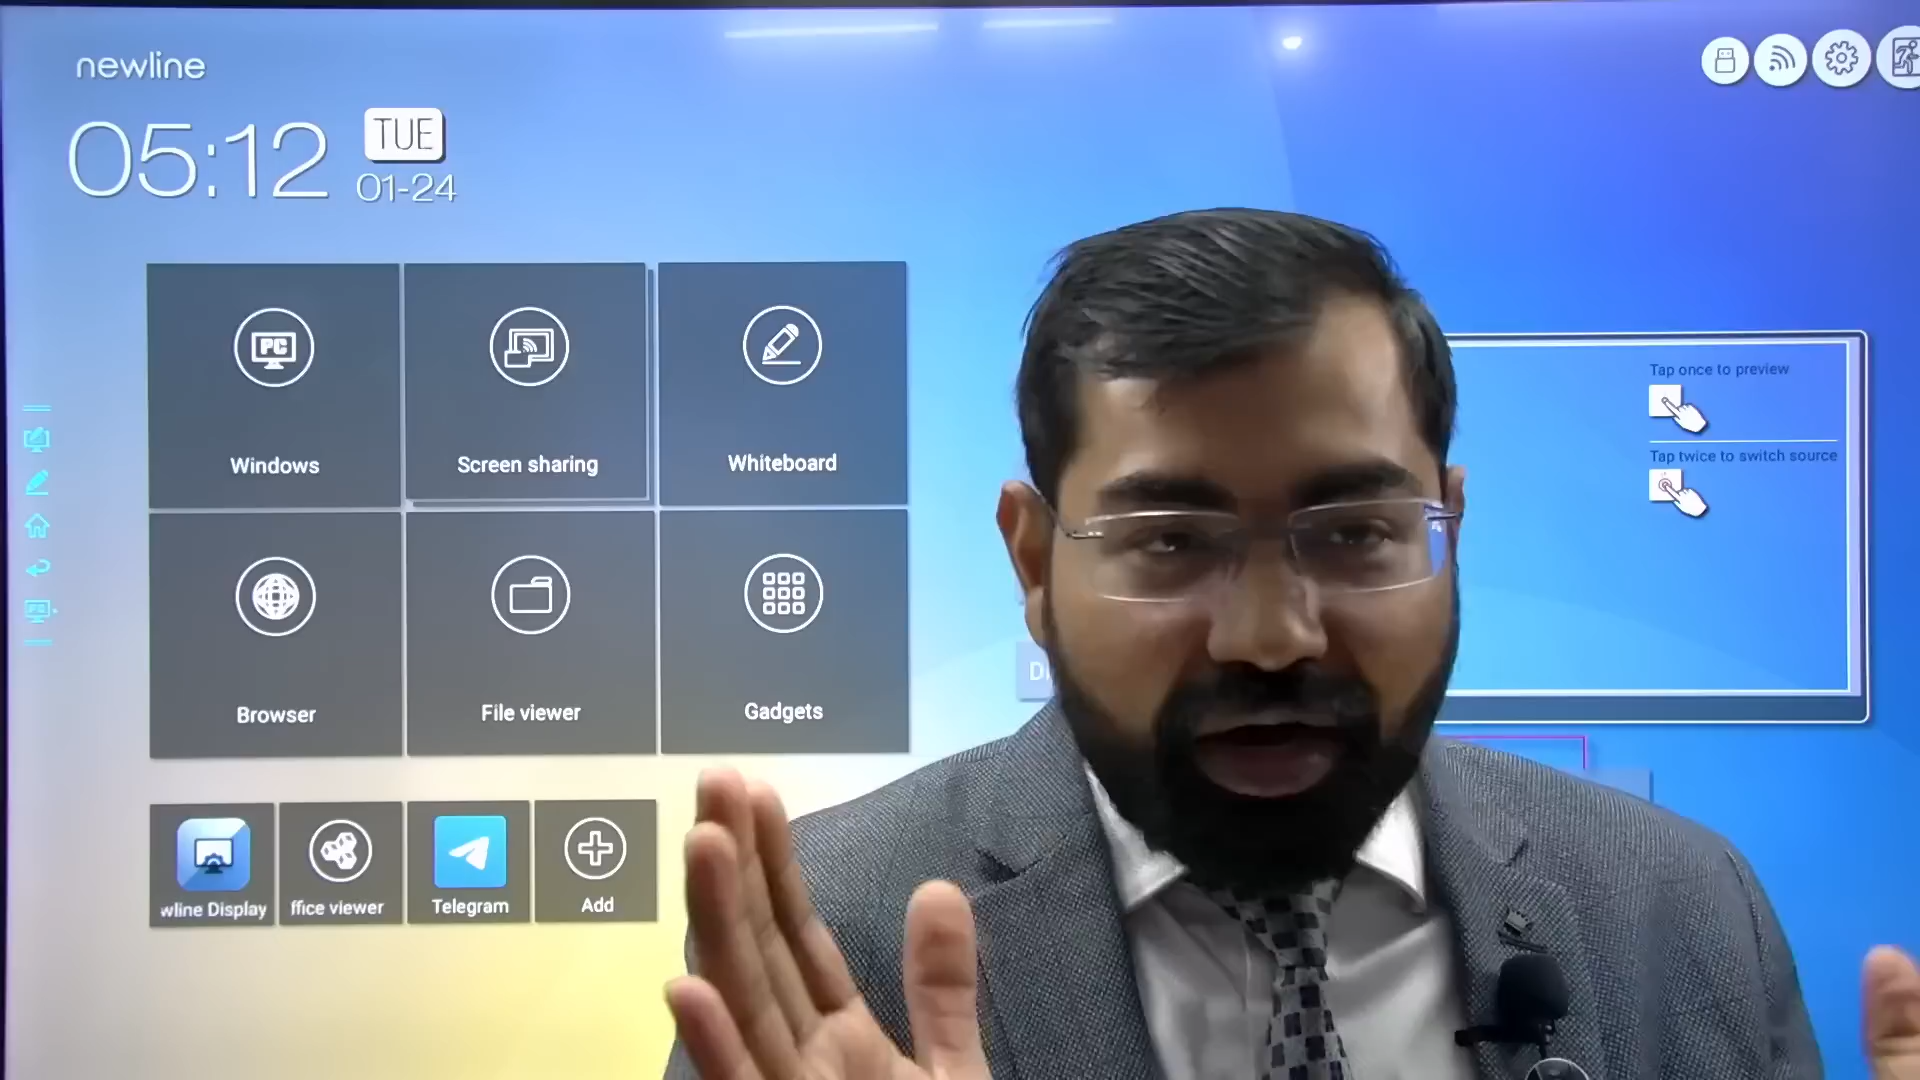 newline
05:12
TUE
01-24
PC
Windows
Screen sharing
Whiteboard
Browser
File viewer
Gadgets
wline Display
ffice viewer
Telegram
Add
Tap once to preview
Tap twice to switch source